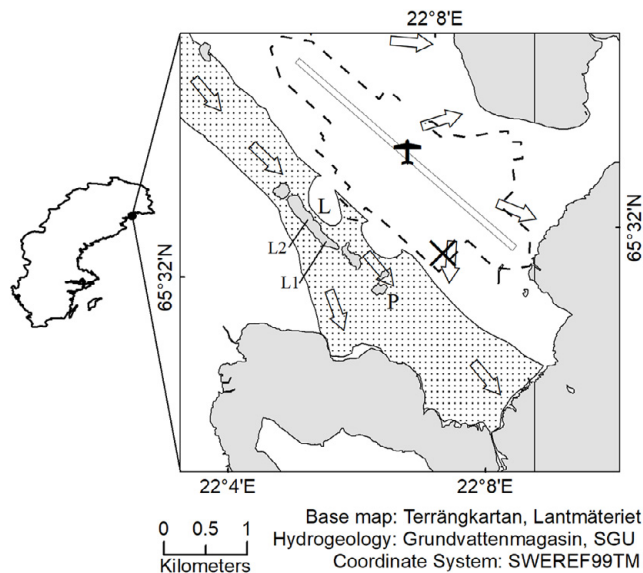 22°8'E
L
L2
L1
P
65°32'N
65°32'N
22°4'E
22°8'E
0 0.5 1
Kilometers
Base map: Terrängkartan, Lantmäteriet
Hydrogeology: Grundvattenmagasin, SGU
Coordinate System: SWEREF99TM